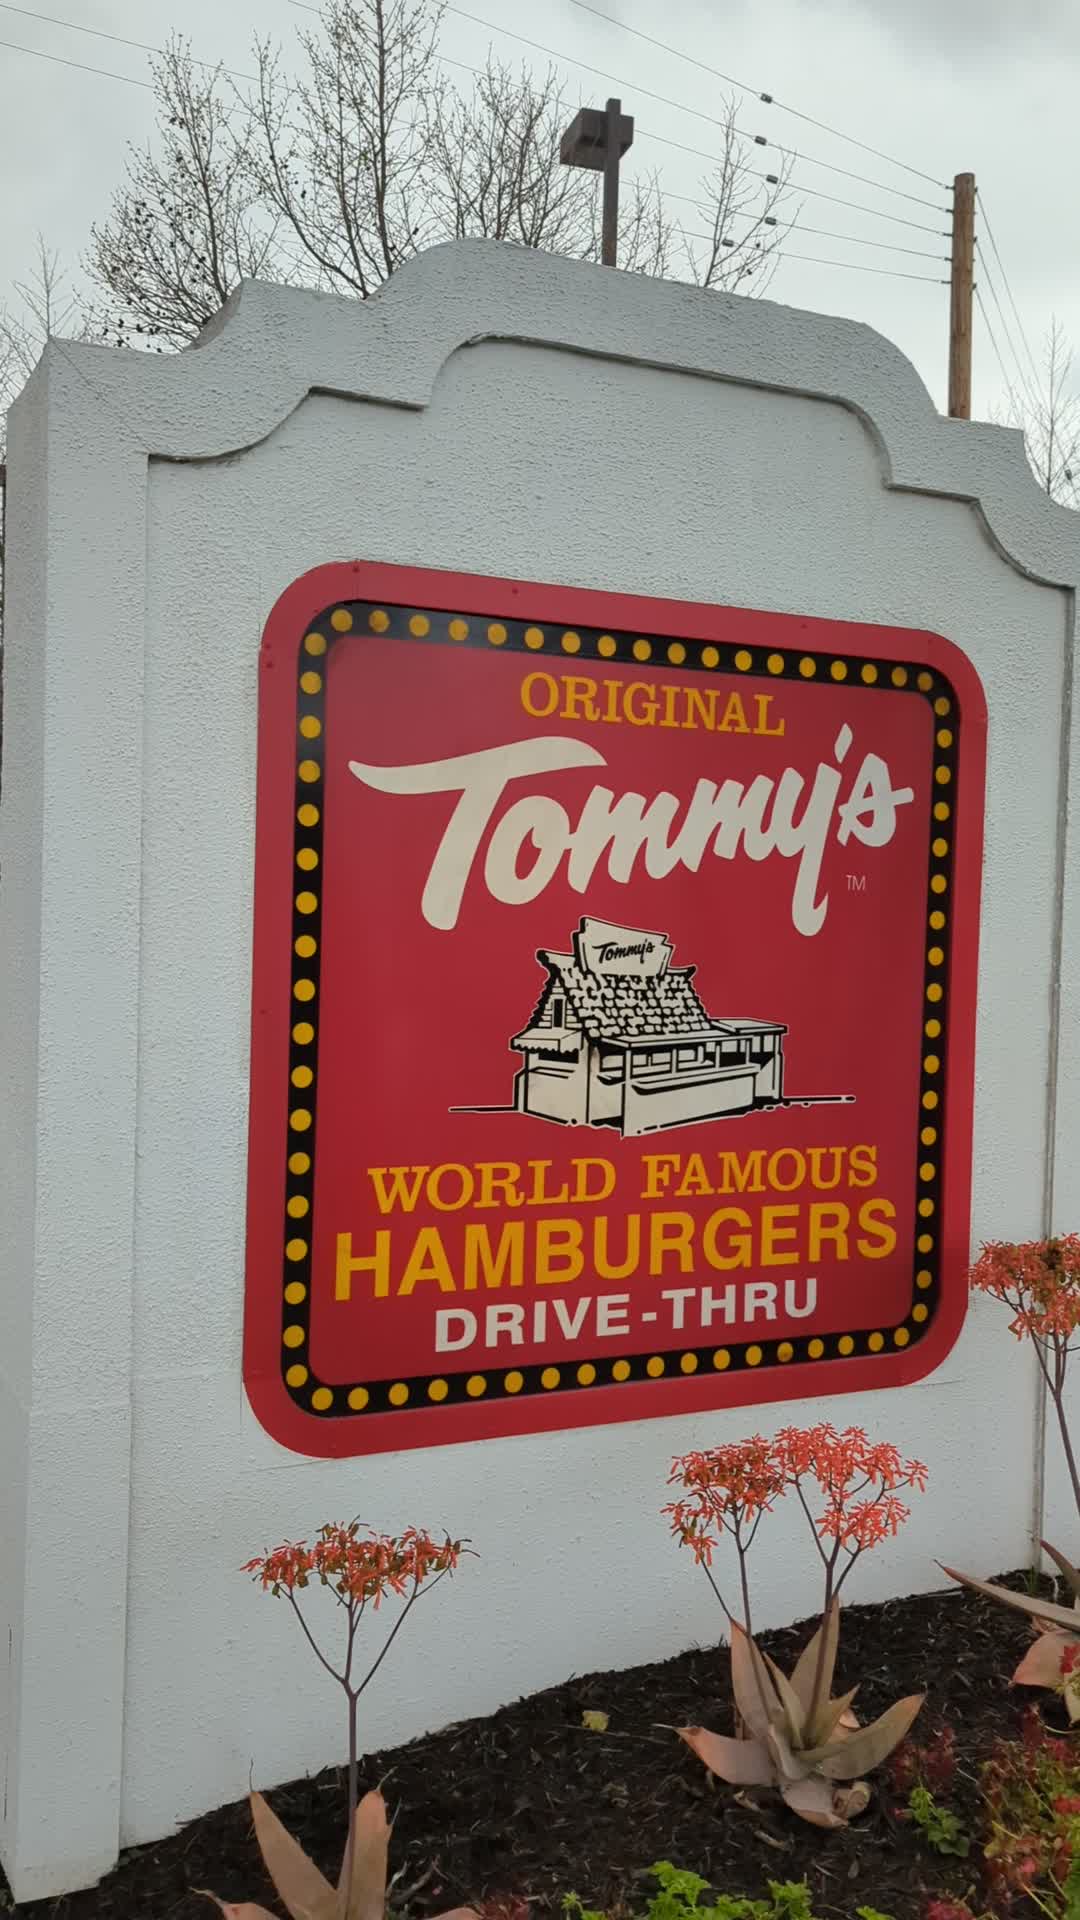 ORIGINAL
Tommy's
TM
Tommy's
WORLD FAMOUS
HAMBURGERS
DRIVE-THRU